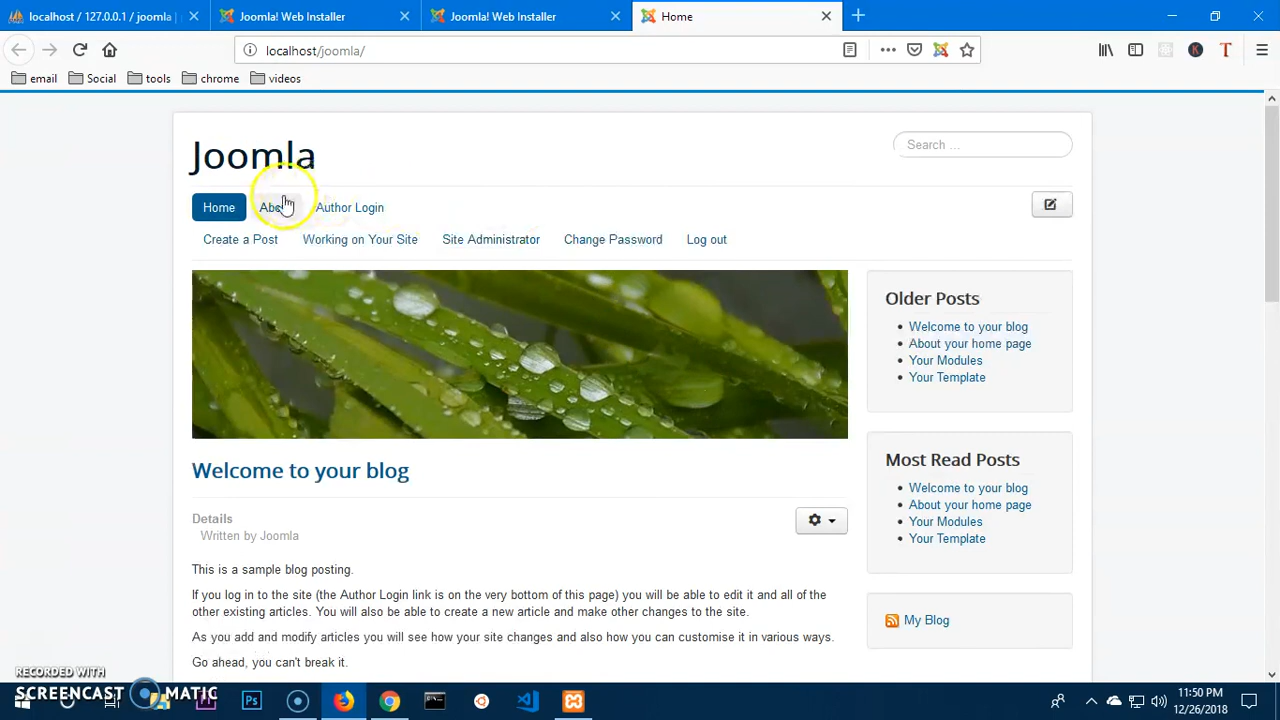 localhost / 127.0.0.1 / joomla |
Joomla! Web Installer
Joomla! Web Installer
Home
localhost/joomla/
email
Social
tools
chrome
videos
Joomla
Search ...
Home
Author Login
Create a Post
Working on Your Site
Site Administrator
Change Password
Log out
Older Posts
Welcome to your blog
About your home page
Your Modules
Your Template
Welcome to your blog
Most Read Posts
Welcome to your blog
About your home page
Your Modules
Your Template
Details
Written by Joomla
This is a sample blog posting.
If you log in to the site (the Author Login link is on the very bottom of this page) you will be able to edit it and all of the
other existing articles. You will also be able to create a new article and make other changes to the site.
As you add and modify articles you will see how your site changes and also how you can customise it in various ways.
Go ahead, you can't break it.
My Blog
RECORDED WITH
SCREENCAST MATIC
11:50 PM
12/26/2018